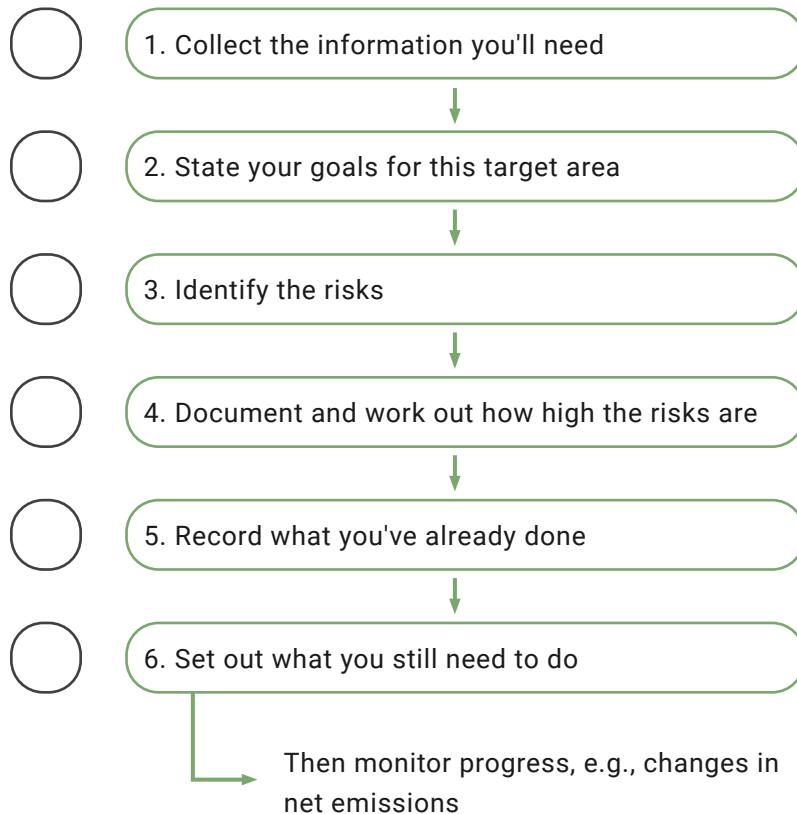 1. Collect the information you'll need
2. State your goals for this target area
3. Identify the risks
4. Document and work out how high the risks are
5. Record what you've already done
6. Set out what you still need to do
Then monitor progress, e.g., changes in
net emissions